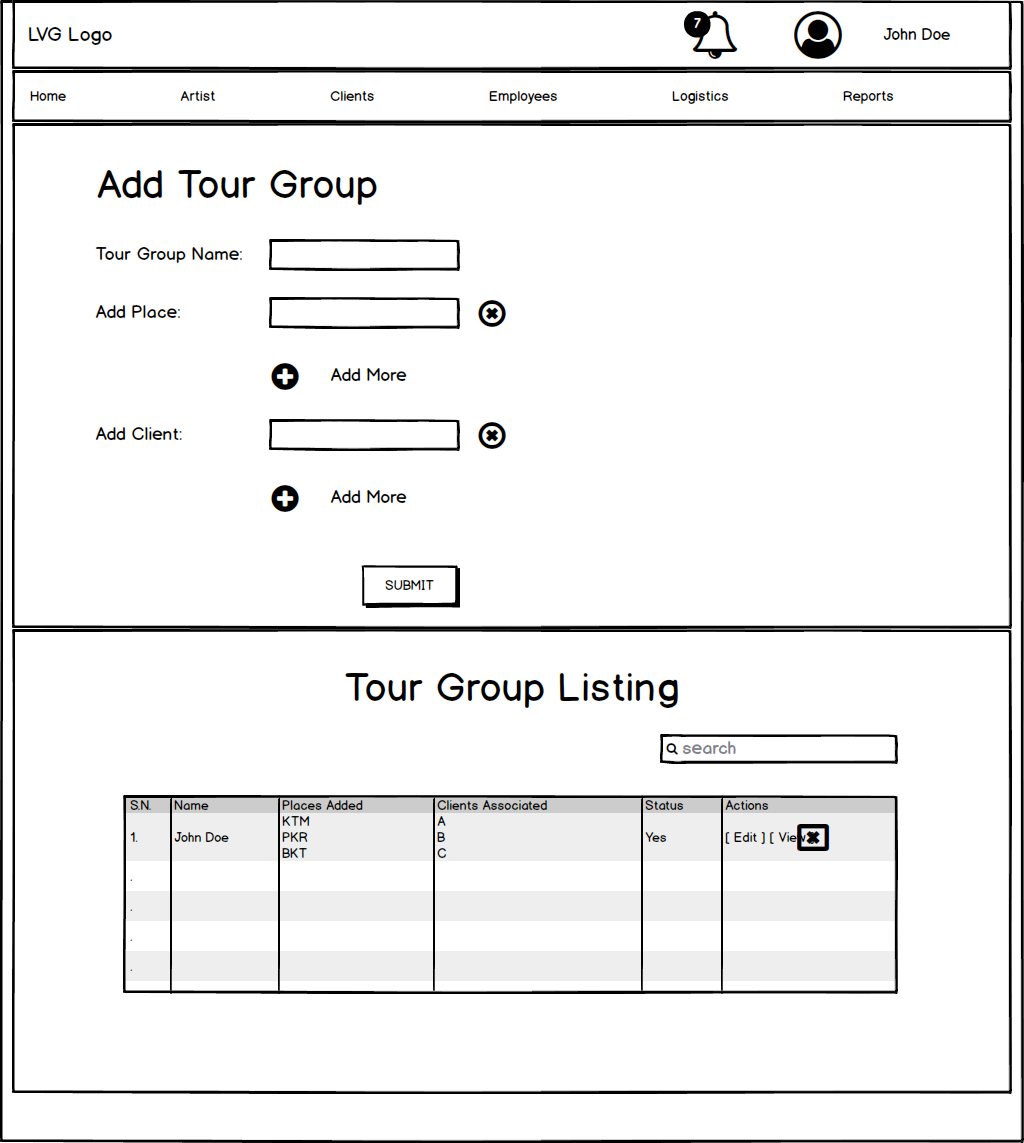 LVG Logo
7
John Doe
Home Artist Clients Employees Logistics Reports
Add Tour Group
Tour Group Name:
Add Place:
Add More
Add Client:
Add More
SUBMIT
Tour Group Listing
search
S.N. Name Places Added Clients Associated Status Actions
KTM A
1. John Doe PKR B Yes [ Edit ] [ View
BKT C
.
.
.
.